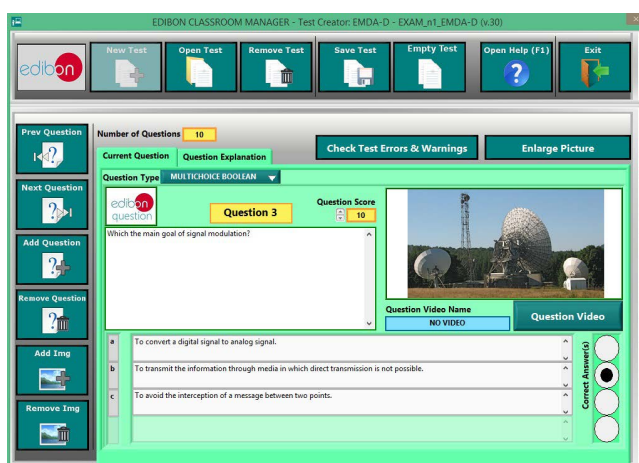 EDIBON CLASSROOM MANAGER - Test Creator: EMDA-D - EXAM_n1_EMDA-D (v.30)
edibon
New Test
Open Test
Remove Test
Save Test
Empty Test
Open Help (F1)
Exit
Prev Question
Next Question
Add Question
Remove Question
Add Img
Remove Img
Number of Questions 10
Check Test Errors & Warnings
Enlarge Picture
Current Question
Question Explanation
Question Type MULTICHOICE BOOLEAN
edibon
question
Question 3
Question Score
10
Which the main goal of signal modulation?
Question Video Name
NO VIDEO
Question Video
a To convert a digital signal to analog signal.
b To transmit the information through media in which direct transmission is not possible.
c To avoid the interception of a message between two points.
Correct Answer(s)